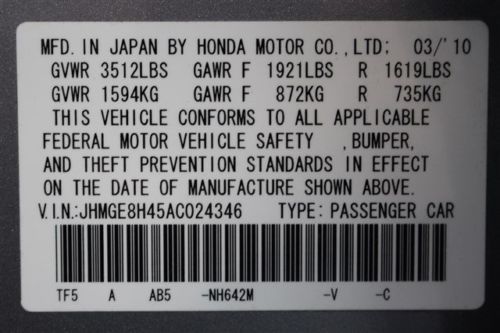 MFD. IN JAPAN BY HONDA MOTOR CO.,LTD; 03/'10
GVWR 3512LBS GAWR F 1921LBS R 1619LBS
GVWR 1594KG GAWR F 872KG R 735KG
THIS VEHICLE CONFORMS TO ALL APPLICABLE
FEDERAL MOTOR VEHICLE SAFETY ,BUMPER,
AND THEFT PREVENTION STANDARDS IN EFFECT
ON THE DATE OF MANUFACTURE SHOWN ABOVE.
V.I.N:JHMGE8H45AC024346 TYPE: PASSENGER CAR
TF5 A AB5 -NH642M -V -C